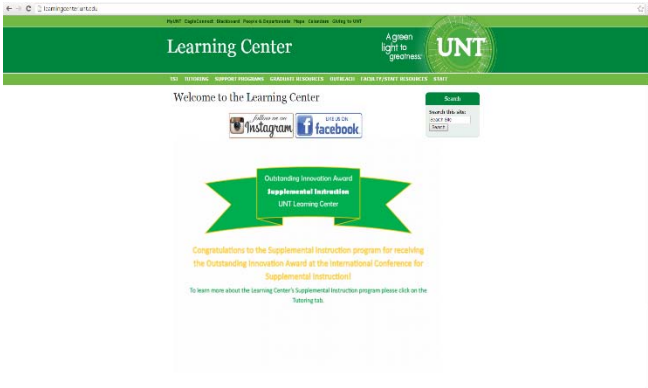 learningcenter.unt.edu
MyUNT EagleConnect Blackboard People & Departments Maps Calendars Giving to UNT
Learning Center
A green
light to
greatness.
UNT
TSI TUTORING SUPPORT PROGRAMS GRADUATE RESOURCES OUTREACH FACULTY/STAFF RESOURCES STAFF
Welcome to the Learning Center
Search
Search this site:
Search
follow us on
Instagram
LIKE US ON
facebook
Outstanding Innovation Award
Supplemental Instruction
UNT Learning Center
Congratulations to the Supplemental Instruction program for receiving
the Outstanding Innovation Award at the International Conference for
Supplemental Instruction!
To learn more about the Learning Center's Supplemental Instruction program please click on the
Tutoring tab.